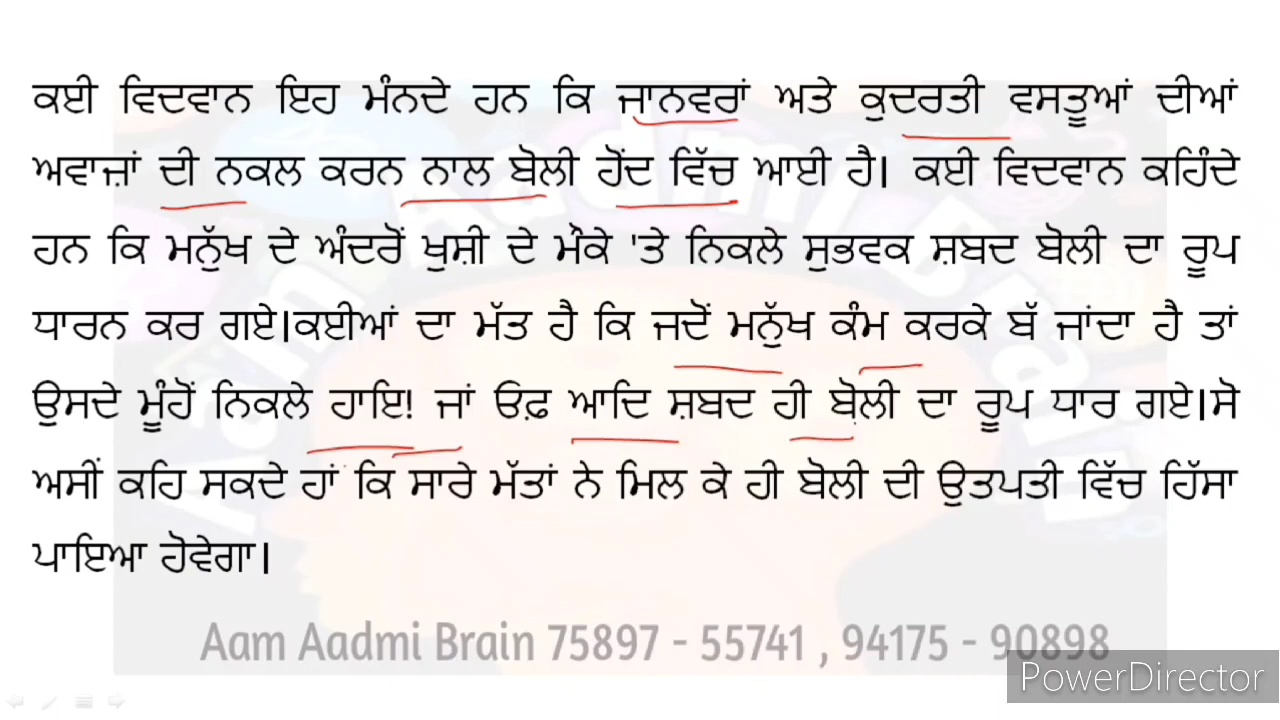 ਕਈ ਵਿਦਵਾਨ ਇਹ ਮੰਨਦੇ ਹਨ ਕਿ ਜਾਨਵਰਾਂ ਅਤੇ ਕੁਦਰਤੀ ਵਸਤੂਆਂ ਦੀਆਂ
ਅਵਾਜ਼ਾਂ ਦੀ ਨਕਲ ਕਰਨ ਨਾਲ ਬੋਲੀ ਹੋਂਦ ਵਿੱਚ ਆਈ ਹੈ। ਕਈ ਵਿਦਵਾਨ ਕਹਿੰਦੇ
ਹਨ ਕਿ ਮਨੁੱਖ ਦੇ ਅੰਦਰੋਂ ਖੁਸ਼ੀ ਦੇ ਮੌਕੇ 'ਤੇ ਨਿਕਲੇ ਸੁਭਵਕ ਸ਼ਬਦ ਬੋਲੀ ਦਾ ਰੂਪ
ਧਾਰਨ ਕਰ ਗਏ।ਕਈਆਂ ਦਾ ਮੱਤ ਹੈ ਕਿ ਜਦੋਂ ਮਨੁੱਖ ਕੰਮ ਕਰਕੇ ਥੱ ਜਾਂਦਾ ਹੈ ਤਾਂ
ਉਸਦੇ ਮੂੰਹੋਂ ਨਿਕਲੇ ਹਾਇ! ਜਾਂ ਓਫ਼ ਆਦਿ ਸ਼ਬਦ ਹੀ ਬੋਲੀ ਦਾ ਰੂਪ ਧਾਰ ਗਏ।ਸੋ
ਅਸੀਂ ਕਹਿ ਸਕਦੇ ਹਾਂ ਕਿ ਸਾਰੇ ਮੱਤਾਂ ਨੇ ਮਿਲ ਕੇ ਹੀ ਬੋਲੀ ਦੀ ਉਤਪਤੀ ਵਿੱਚ ਹਿੱਸਾ
ਪਾਇਆ ਹੋਵੇਗਾ।
Aam Aadmi Brain 75897 - 55741 , 94175 - 90898
PowerDirector